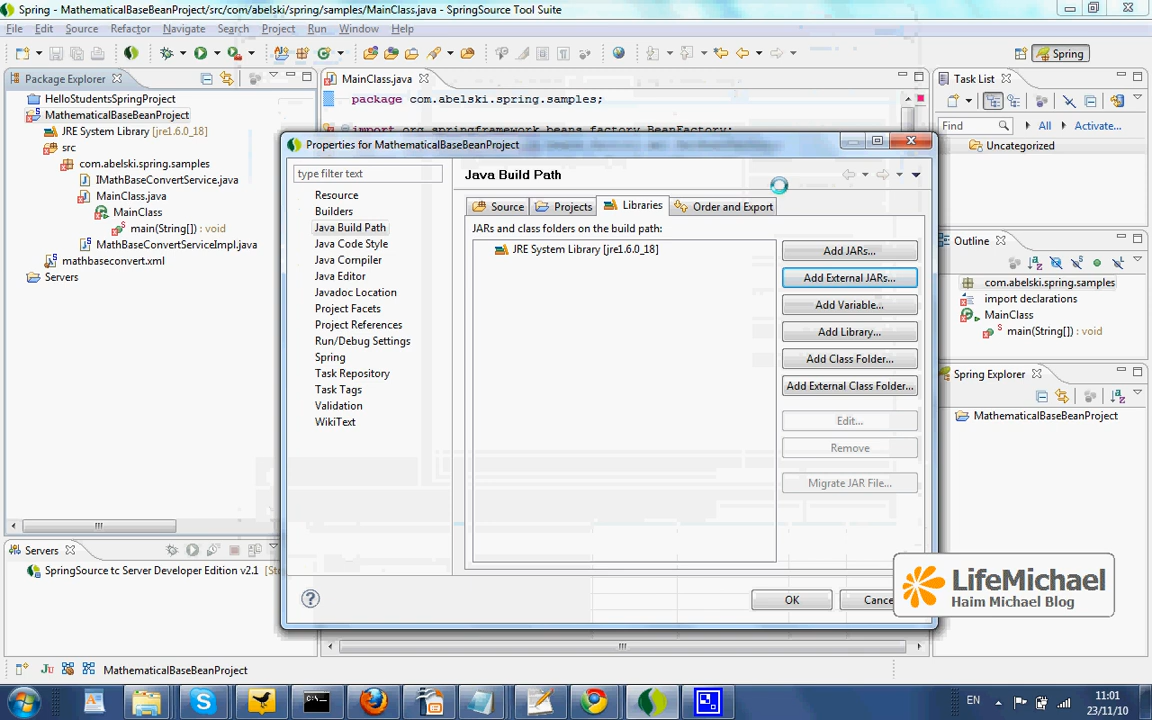 Spring - MathematicalBaseBeanProject/src/com/abelski/spring/samples/MainClass.java - SpringSource Tool Suite
File Edit Source Refactor Navigate Search Project Run Window Help
Spring
Package Explorer
HelloStudentsSpringProject
MathematicalBaseBeanProject
JRE System Library [jre1.6.0_18]
src
com.abelski.spring.samples
IMathBaseConvertService.java
MainClass.java
MainClass
main(String[]) : void
MathBaseConvertServiceImpl.java
mathbaseconvert.xml
Servers
MainClass.java
package com.abelski.spring.samples;
import org.springframework.beans.factory.BeanFactory;
Properties for MathematicalBaseBeanProject
type filter text
Resource
Builders
Java Build Path
Java Code Style
Java Compiler
Java Editor
Javadoc Location
Project Facets
Project References
Run/Debug Settings
Spring
Task Repository
Task Tags
Validation
WikiText
Java Build Path
Source Projects Libraries Order and Export
JARs and class folders on the build path:
JRE System Library [jre1.6.0_18]
Add JARs...
Add External JARs...
Add Variable...
Add Library...
Add Class Folder...
Add External Class Folder...
Edit...
Remove
Migrate JAR File...
OK Cance
Task List
Find All Activate...
Uncategorized
Outline
com.abelski.spring.samples
import declarations
MainClass
main(String[]) : void
Spring Explorer
MathematicalBaseBeanProject
Servers
SpringSource tc Server Developer Edition v2.1 [Sto
LifeMichael
Haim Michael Blog
Ju MathematicalBaseBeanProject
EN 11:01
23/11/10